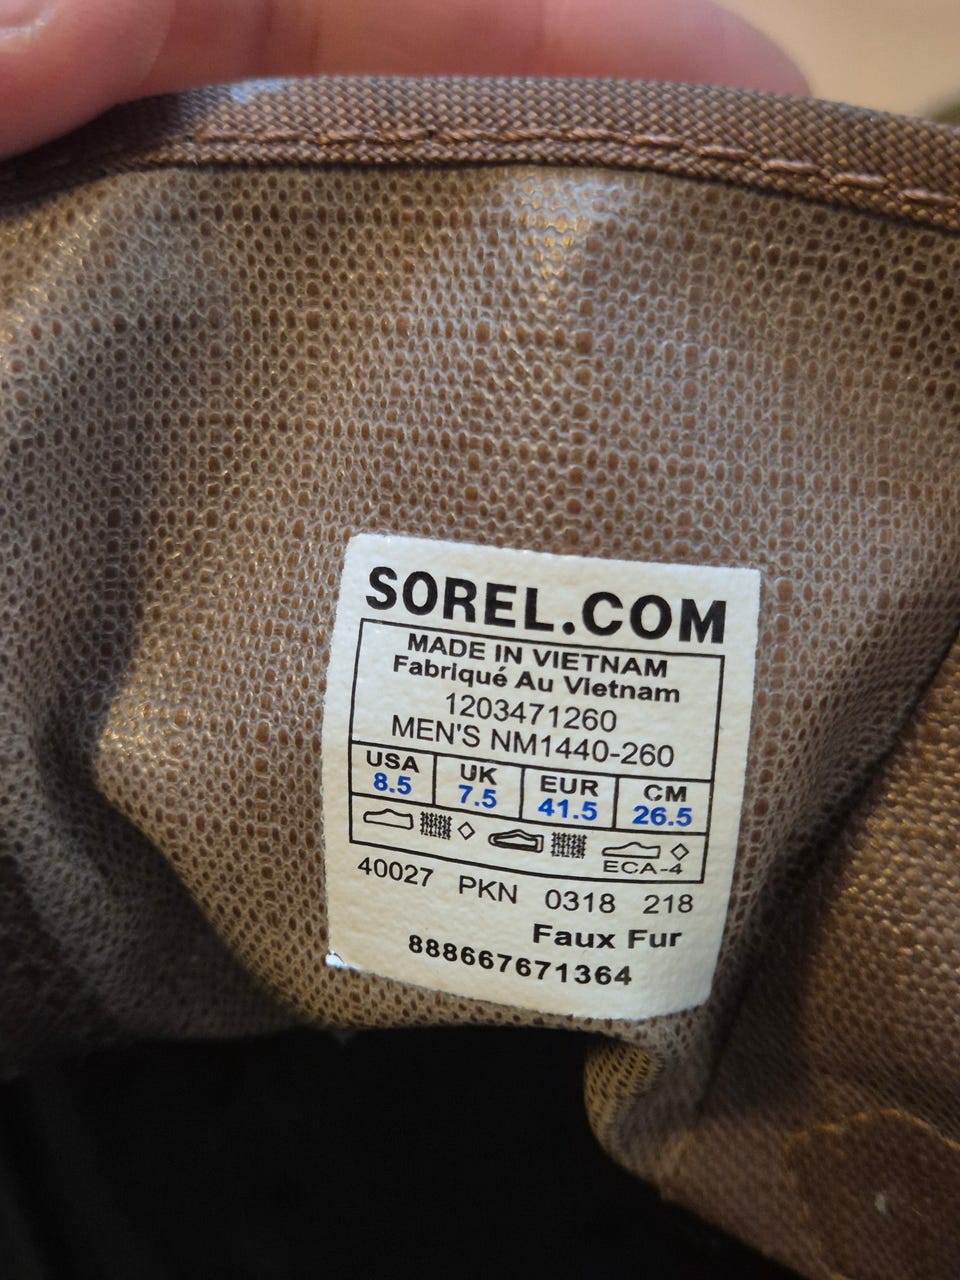 SOREL.COM
MADE IN VIETNAM
Fabriqué Au Vietnam
1203471260
MEN'S NM1440-260
USA UK EUR CM
8.5 7.5 41.5 26.5
ECA-4
40027 PKN 0318 218
Faux Fur
888667671364